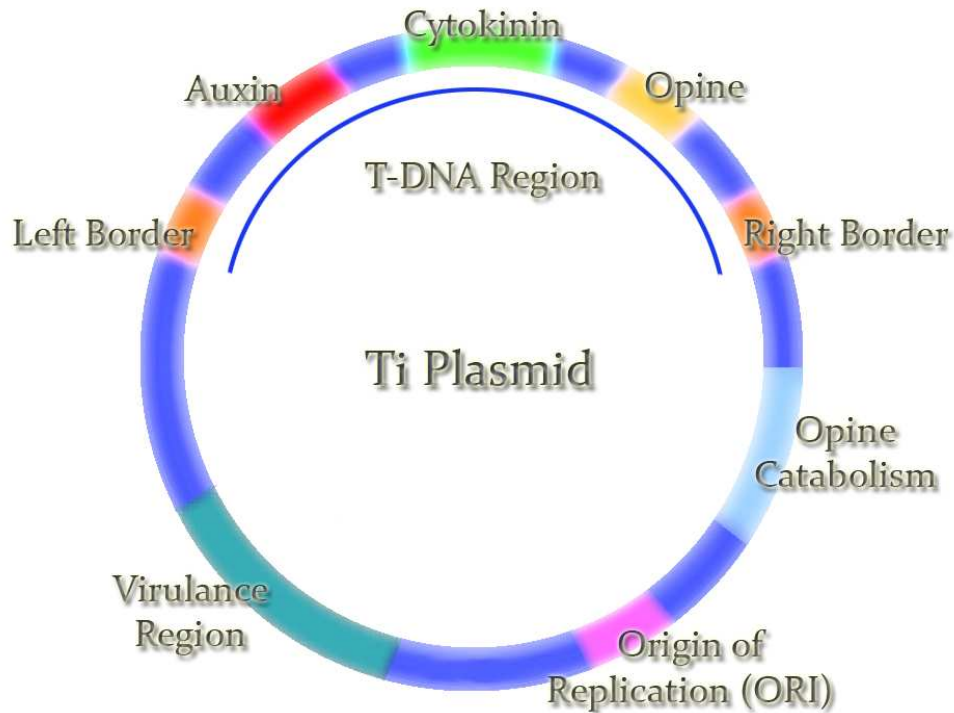 Cytokinin
Auxin
Opine
T-DNA Region
Left Border
Right Border
Ti Plasmid
Opine
Catabolism
Virulance
Region
Origin of
Replication (ORI)